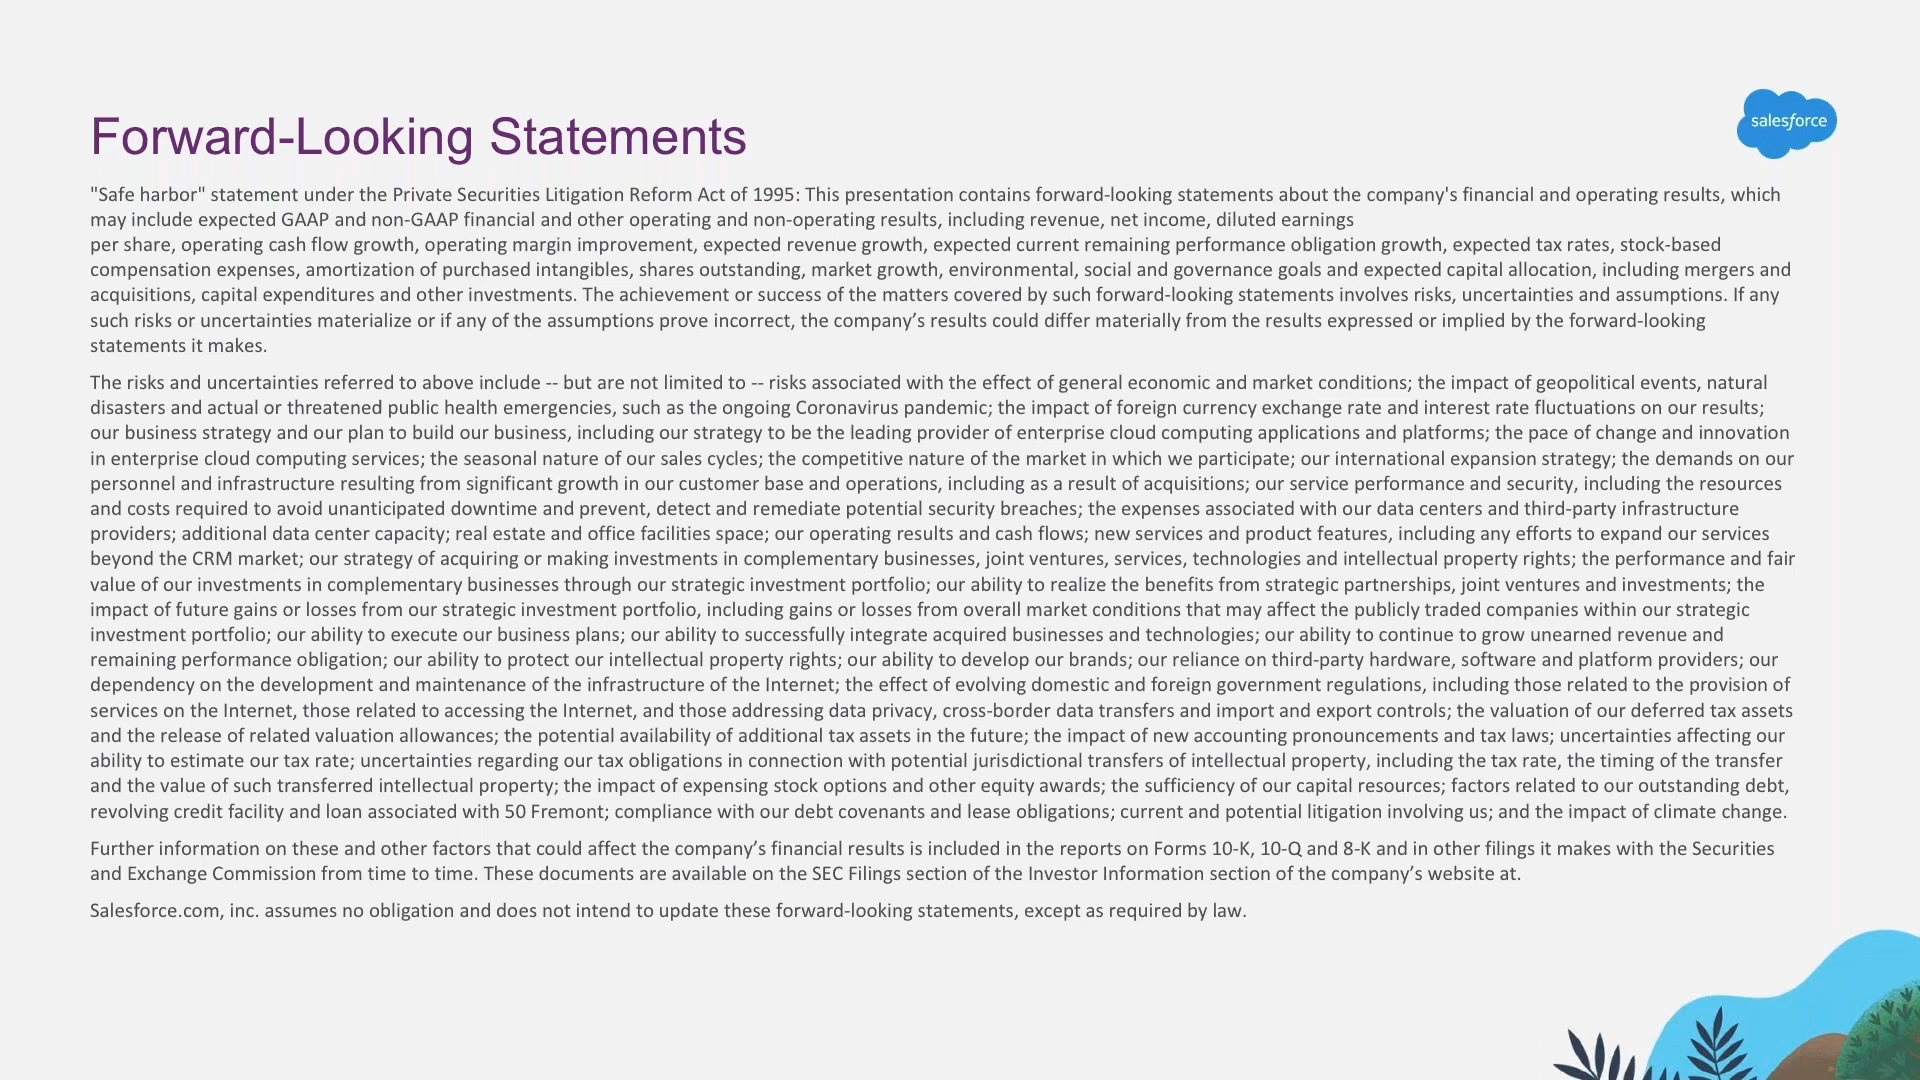 Forward-Looking Statements
salesforce
"Safe harbor" statement under the Private Securities Litigation Reform Act of 1995: This presentation contains forward-looking statements about the company's financial and operating results, which
may include expected GAAP and non-GAAP financial and other operating and non-operating results, including revenue, net income, diluted earnings
per share, operating cash flow growth, operating margin improvement, expected revenue growth, expected current remaining performance obligation growth, expected tax rates, stock-based
compensation expenses, amortization of purchased intangibles, shares outstanding, market growth, environmental, social and governance goals and expected capital allocation, including mergers and
acquisitions, capital expenditures and other investments. The achievement or success of the matters covered by such forward-looking statements involves risks, uncertainties and assumptions. If any
such risks or uncertainties materialize or if any of the assumptions prove incorrect, the company’s results could differ materially from the results expressed or implied by the forward-looking
statements it makes.
The risks and uncertainties referred to above include -- but are not limited to -- risks associated with the effect of general economic and market conditions; the impact of geopolitical events, natural
disasters and actual or threatened public health emergencies, such as the ongoing Coronavirus pandemic; the impact of foreign currency exchange rate and interest rate fluctuations on our results;
our business strategy and our plan to build our business, including our strategy to be the leading provider of enterprise cloud computing applications and platforms; the pace of change and innovation
in enterprise cloud computing services; the seasonal nature of our sales cycles; the competitive nature of the market in which we participate; our international expansion strategy; the demands on our
personnel and infrastructure resulting from significant growth in our customer base and operations, including as a result of acquisitions; our service performance and security, including the resources
and costs required to avoid unanticipated downtime and prevent, detect and remediate potential security breaches; the expenses associated with our data centers and third-party infrastructure
providers; additional data center capacity; real estate and office facilities space; our operating results and cash flows; new services and product features, including any efforts to expand our services
beyond the CRM market; our strategy of acquiring or making investments in complementary businesses, joint ventures, services, technologies and intellectual property rights; the performance and fair
value of our investments in complementary businesses through our strategic investment portfolio; our ability to realize the benefits from strategic partnerships, joint ventures and investments; the
impact of future gains or losses from our strategic investment portfolio, including gains or losses from overall market conditions that may affect the publicly traded companies within our strategic
investment portfolio; our ability to execute our business plans; our ability to successfully integrate acquired businesses and technologies; our ability to continue to grow unearned revenue and
remaining performance obligation; our ability to protect our intellectual property rights; our ability to develop our brands; our reliance on third-party hardware, software and platform providers; our
dependency on the development and maintenance of the infrastructure of the Internet; the effect of evolving domestic and foreign government regulations, including those related to the provision of
services on the Internet, those related to accessing the Internet, and those addressing data privacy, cross-border data transfers and import and export controls; the valuation of our deferred tax assets
and the release of related valuation allowances; the potential availability of additional tax assets in the future; the impact of new accounting pronouncements and tax laws; uncertainties affecting our
ability to estimate our tax rate; uncertainties regarding our tax obligations in connection with potential jurisdictional transfers of intellectual property, including the tax rate, the timing of the transfer
and the value of such transferred intellectual property; the impact of expensing stock options and other equity awards; the sufficiency of our capital resources; factors related to our outstanding debt,
revolving credit facility and loan associated with 50 Fremont; compliance with our debt covenants and lease obligations; current and potential litigation involving us; and the impact of climate change.
Further information on these and other factors that could affect the company’s financial results is included in the reports on Forms 10-K, 10-Q and 8-K and in other filings it makes with the Securities
and Exchange Commission from time to time. These documents are available on the SEC Filings section of the Investor Information section of the company’s website at.
Salesforce.com, inc. assumes no obligation and does not intend to update these forward-looking statements, except as required by law.